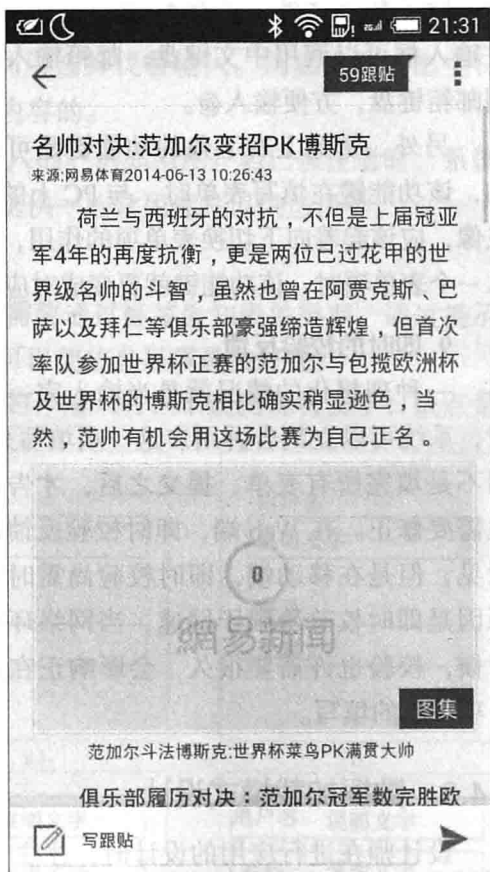 21:31
59跟贴
名帅对决:范加尔变招PK博斯克
来源:网易体育2014-06-13 10:26:43
荷兰与西班牙的对抗，不但是上届冠亚
军4年的再度抗衡，更是两位已过花甲的世
界级名帅的斗智，虽然也曾在阿贾克斯、巴
萨以及拜仁等俱乐部豪强缔造辉煌，但首次
率队参加世界杯正赛的范加尔与包揽欧洲杯
及世界杯的博斯克相比确实稍显逊色，当
然，范帅有机会用这场比赛为自己正名。
0
網易新闻
图集
范加尔斗法博斯克:世界杯菜鸟PK满贯大帅
俱乐部履历对决：范加尔冠军数完胜欧
写跟贴